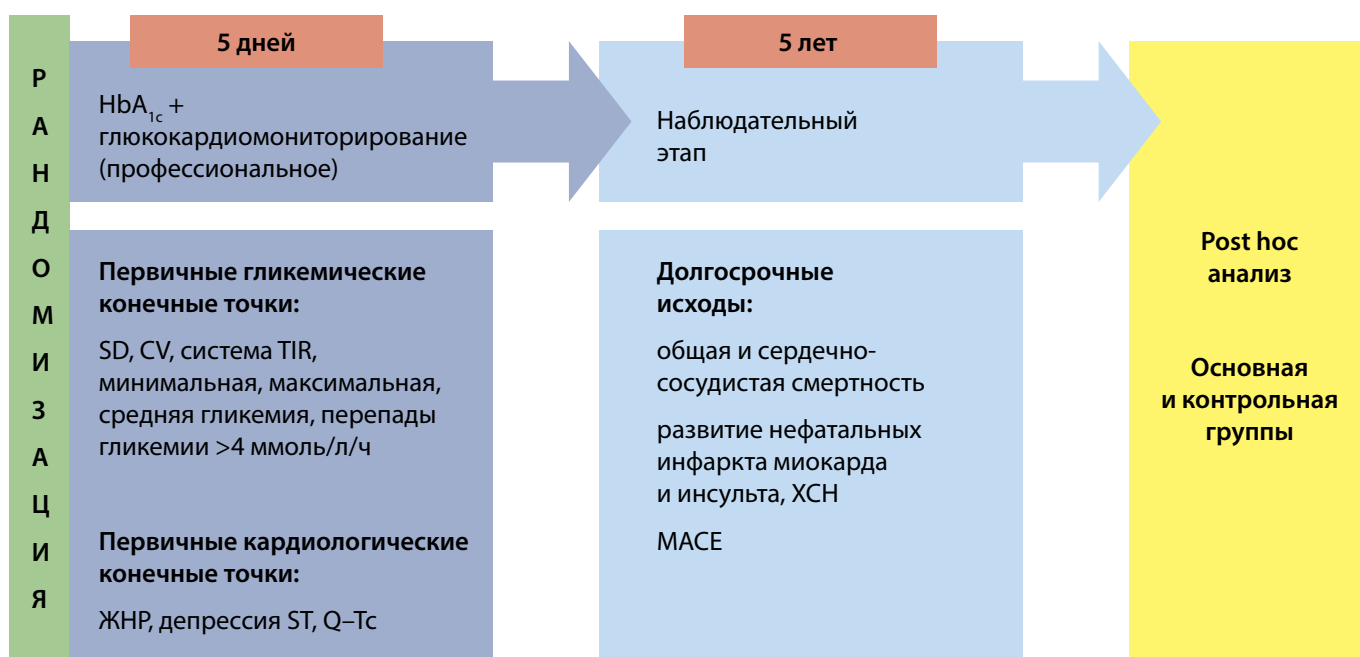 РАНДОМИЗАЦИЯ
5 дней
HbA1c +
глюкокардиомониторирование
(профессиональное)
Первичные гликемические
конечные точки:
SD, CV, система TIR,
минимальная, максимальная,
средняя гликемия, перепады
гликемии >4 ммоль/л/ч
Первичные кардиологические
конечные точки:
ЖНР, депрессия ST, Q–Tc
5 лет
Наблюдательный
этап
Долгосрочные
исходы:
общая и сердечно-
сосудистая смертность
развитие нефатальных
инфаркта миокарда
и инсульта, ХСН
MACE
Post hoc
анализ
Основная
и контрольная
группы